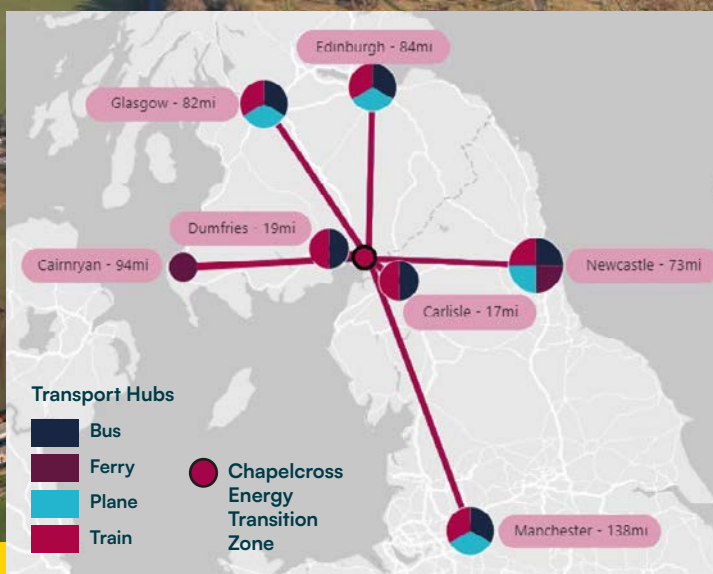 Edinburgh - 84mi
Glasgow - 82mi
Dumfries - 19mi
Cairnryan - 94mi
Newcastle - 73mi
Carlisle - 17mi
Manchester - 138mi
Transport Hubs
Bus
Ferry
Plane
Train
Chapelcross
Energy
Transition
Zone